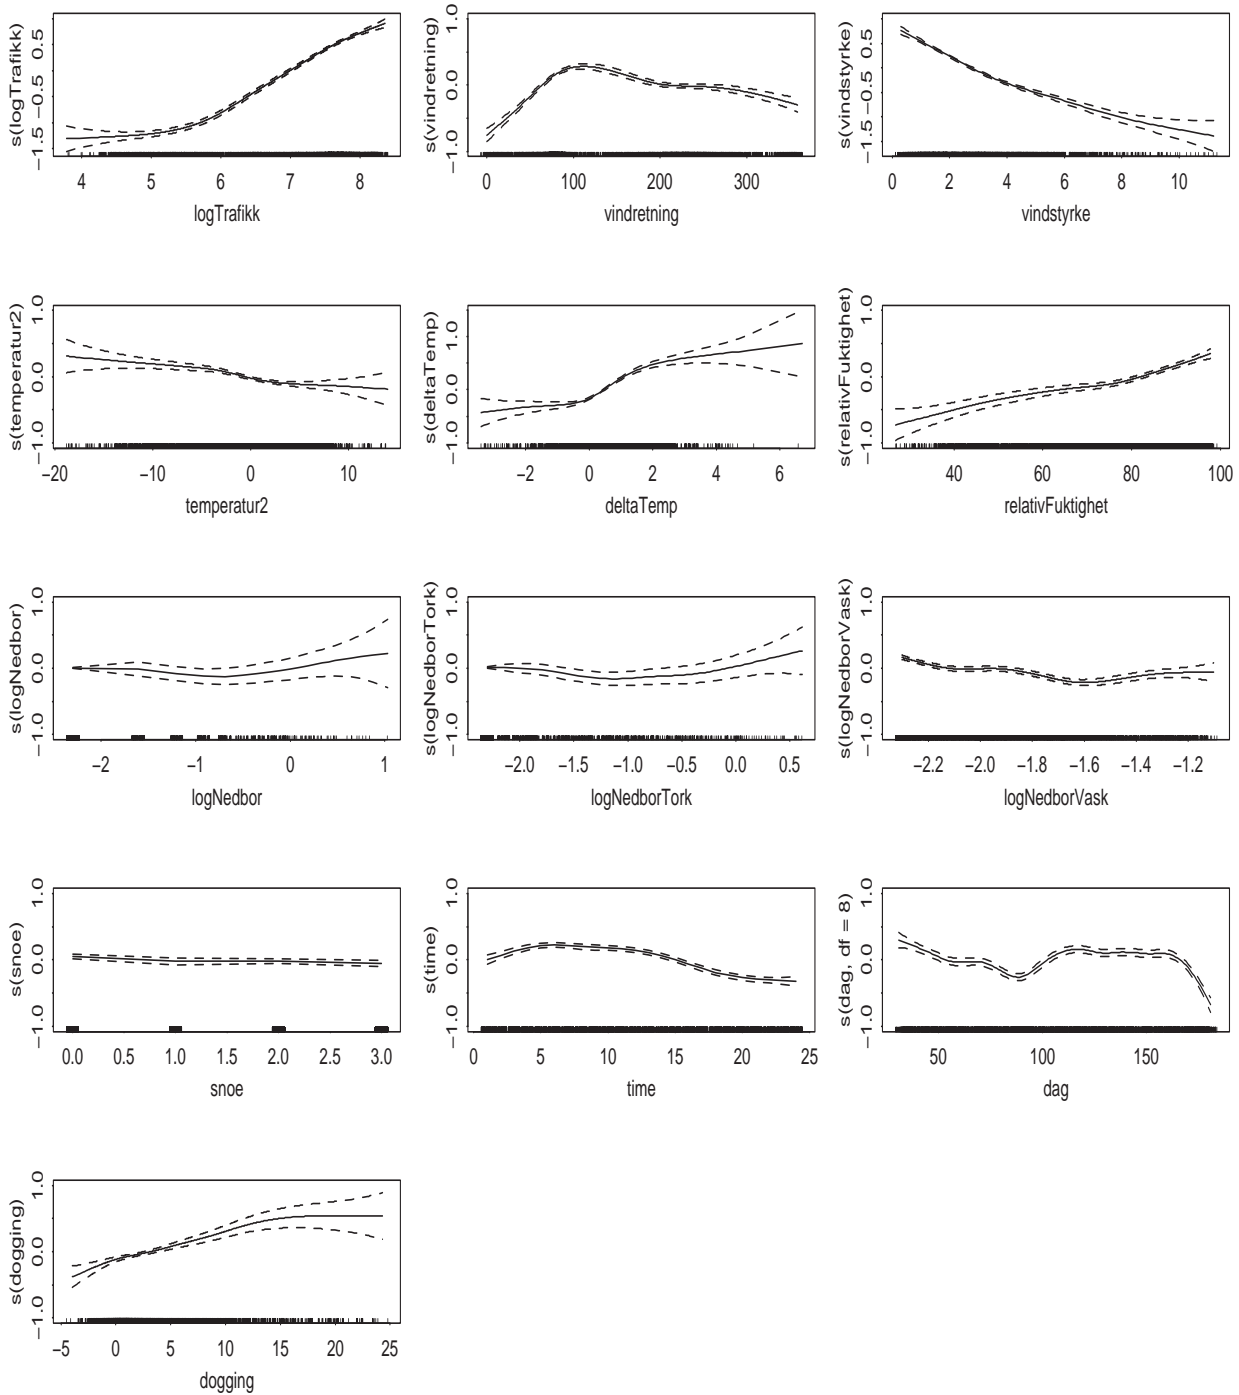 s(logTrafikk)
−1.5 −0.5 0.5
4 5 6 7 8
logTrafikk
s(vindretning)
−1.0 0.0 1.0
0 100 200 300
vindretning
s(vindstyrke)
−1.5 −0.5 0.5
0 2 4 6 8 10
vindstyrke
s(temperatur2)
−1.0 0.0 1.0
−20 −10 0 10
temperatur2
s(deltaTemp)
−1.0 0.0 1.0
−2 0 2 4 6
deltaTemp
s(relativFuktighet)
−1.0 0.0 1.0
40 60 80 100
relativFuktighet
s(logNedbor)
−1.0 0.0 1.0
−2 −1 0 1
logNedbor
s(logNedborTork)
−1.0 0.0 1.0
−2.0 −1.5 −1.0 −0.5 0.0 0.5
logNedborTork
s(logNedborVask)
−1.0 0.0 1.0
−2.2 −2.0 −1.8 −1.6 −1.4 −1.2
logNedborVask
s(snoe)
−1.0 0.0 1.0
0.0 0.5 1.0 1.5 2.0 2.5 3.0
snoe
s(time)
−1.0 0.0 1.0
0 5 10 15 20 25
time
s(dag, df = 8)
−1.0 0.0 1.0
50 100 150
dag
s(dogging)
−1.0 0.0 1.0
−5 0 5 10 15 20 25
dogging